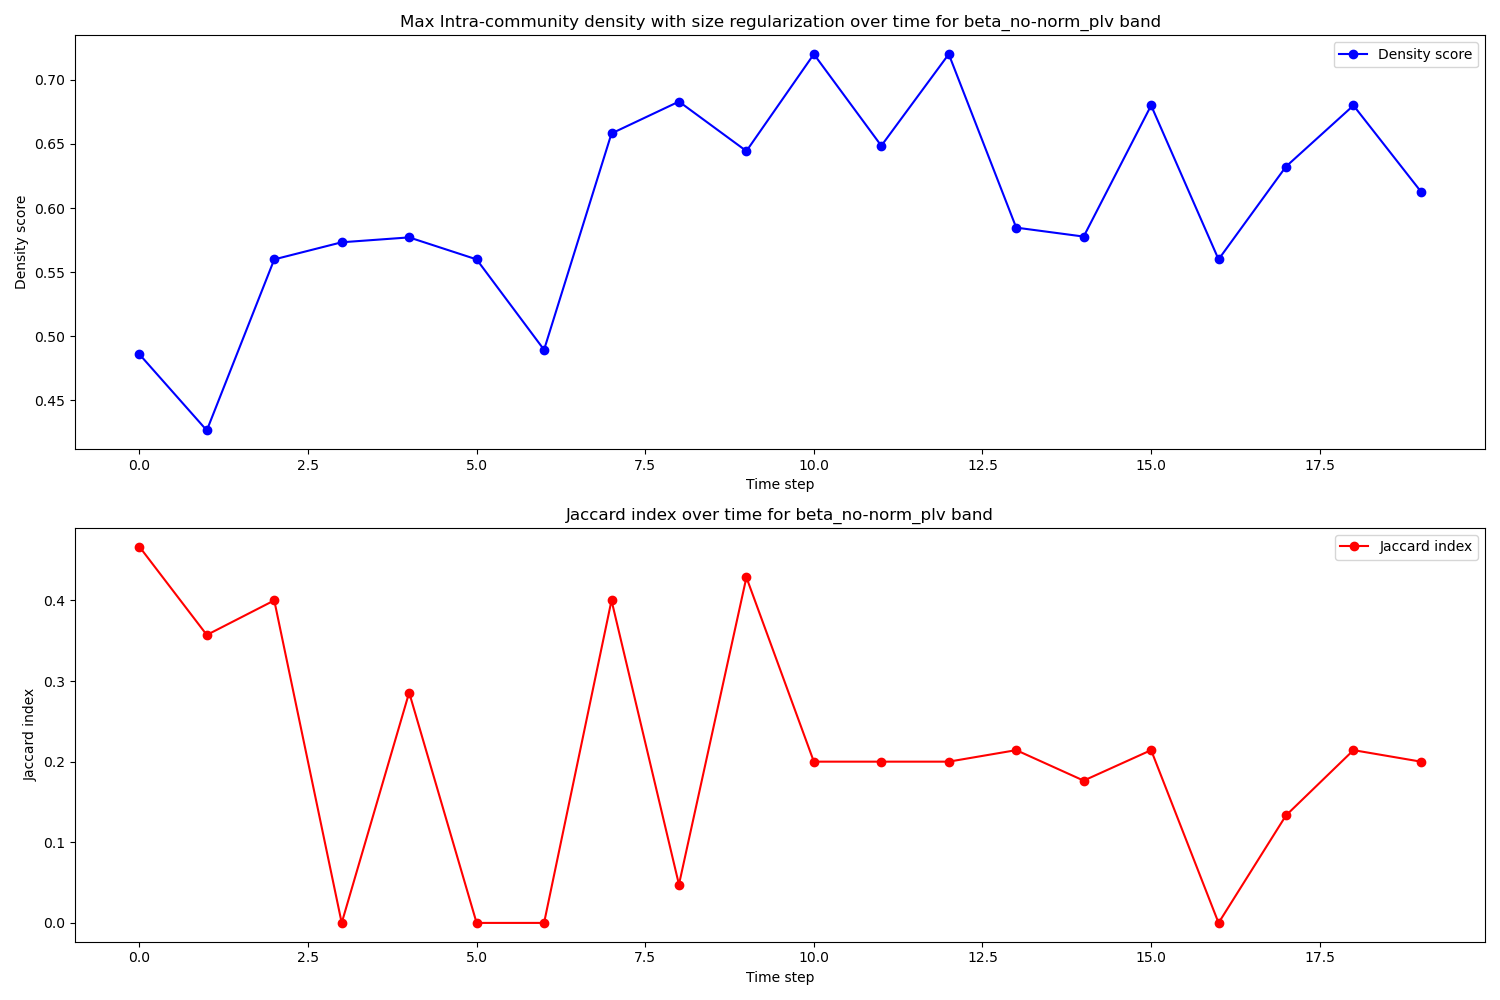 Max Intra-community density with size regularization over time for beta_no-norm_plv band
Density score
0.70
0.65
0.60
0.55
0.50
0.45
Density score
0.0 2.5 5.0 7.5 10.0 12.5 15.0 17.5
Time step
Jaccard index over time for beta_no-norm_plv band
Jaccard index
0.4
0.3
0.2
0.1
0.0
Jaccard index
0.0 2.5 5.0 7.5 10.0 12.5 15.0 17.5
Time step